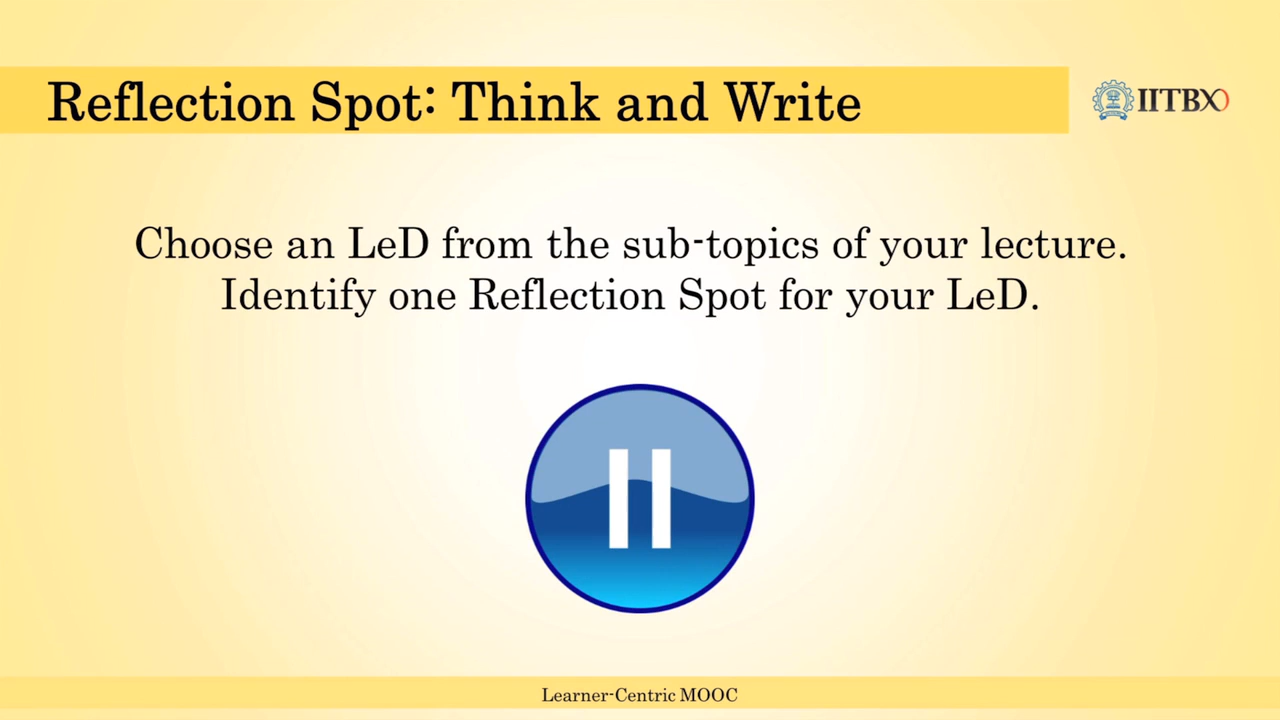 Reflection Spot: Think and Write
IITBX
Choose an LeD from the sub-topics of your lecture.
Identify one Reflection Spot for your LeD.
Learner-Centric MOOC